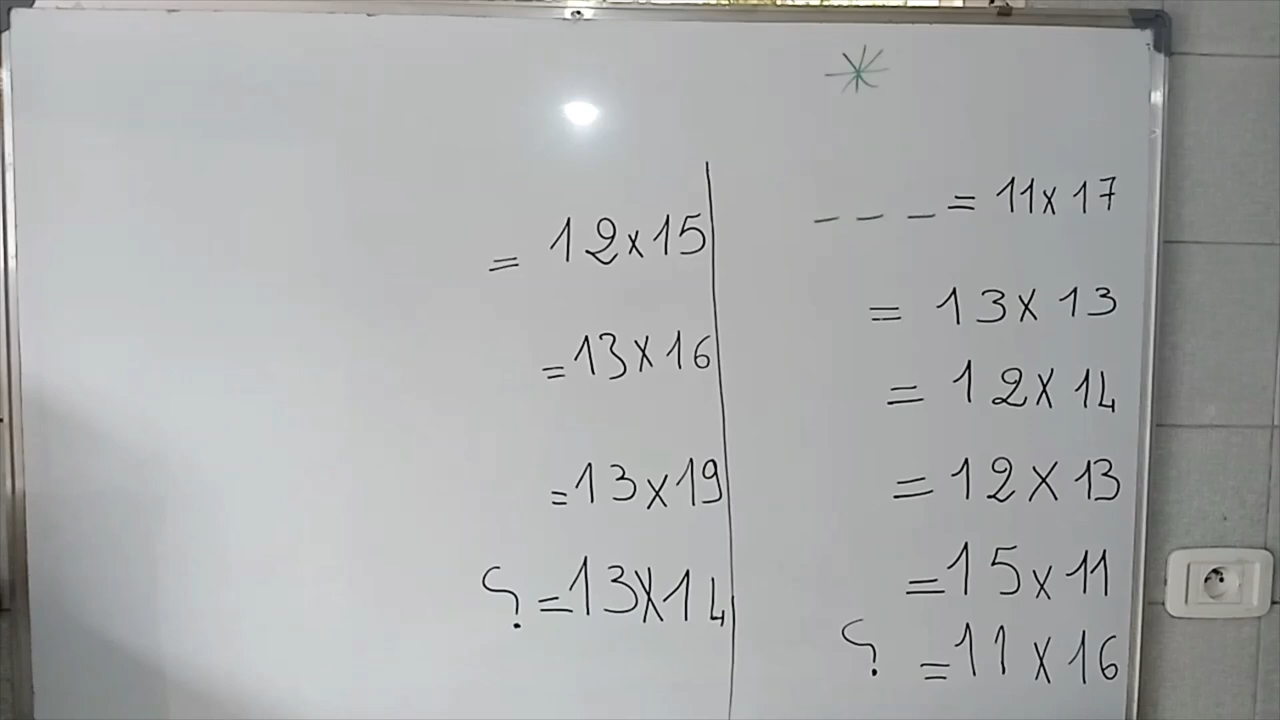 *
_ _ _ = 11x17
= 13x13
= 12x14
= 12x13
= 15x11
؟ = 11x16
= 12x15
= 13x16
= 13x19
؟ = 13x14